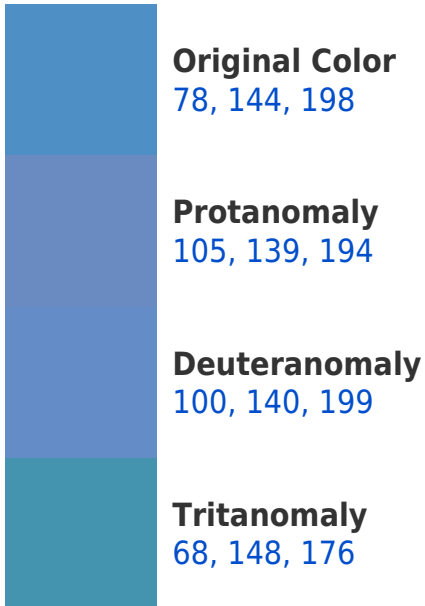 Original Color
78, 144, 198
Protanomaly
105, 139, 194
Deuteranomaly
100, 140, 199
Tritanomaly
68, 148, 176